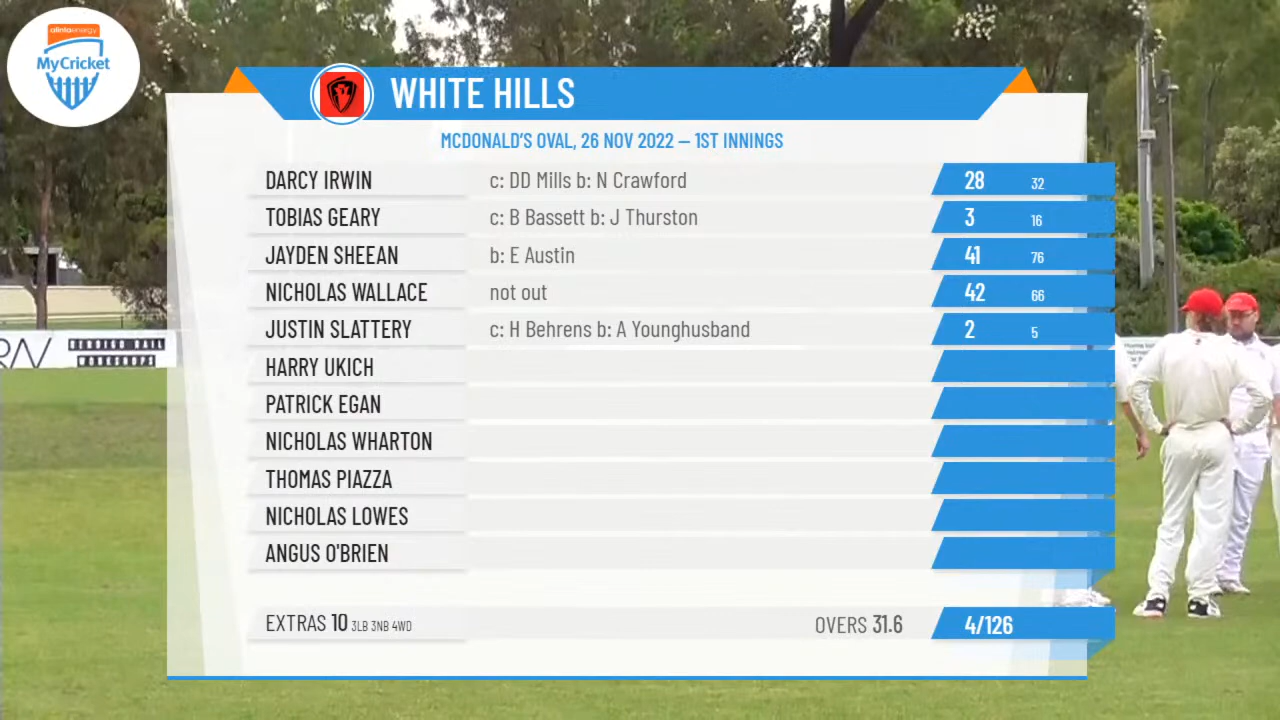 alintaenergy
MyCricket
WHITE HILLS
MCDONALD'S OVAL, 26 NOV 2022 – 1ST INNINGS
DARCY IRWIN c: DD Mills b: N Crawford 28 32
TOBIAS GEARY c: B Bassett b: J Thurston 3 16
JAYDEN SHEEAN b: E Austin 41 76
NICHOLAS WALLACE not out 42 66
JUSTIN SLATTERY c: H Behrens b: A Younghusband 2 5
HARRY UKICH
PATRICK EGAN
NICHOLAS WHARTON
THOMAS PIAZZA
NICHOLAS LOWES
ANGUS O'BRIEN
EXTRAS 10 3LB 3NB 4WD OVERS 31.6 4/126